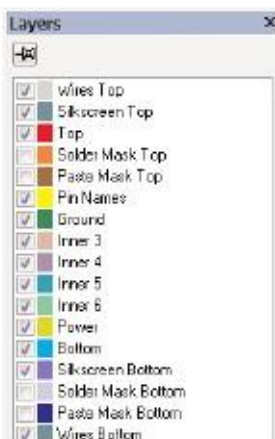 Layers
Wires Top
Silkscreen Top
Top
Solder Mask Top
Paste Mask Top
Pin Names
Ground
Inner 3
Inner 4
Inner 5
Inner 6
Power
Bottom
Silkscreen Bottom
Solder Mask Bottom
Paste Mask Bottom
Wires Bottom